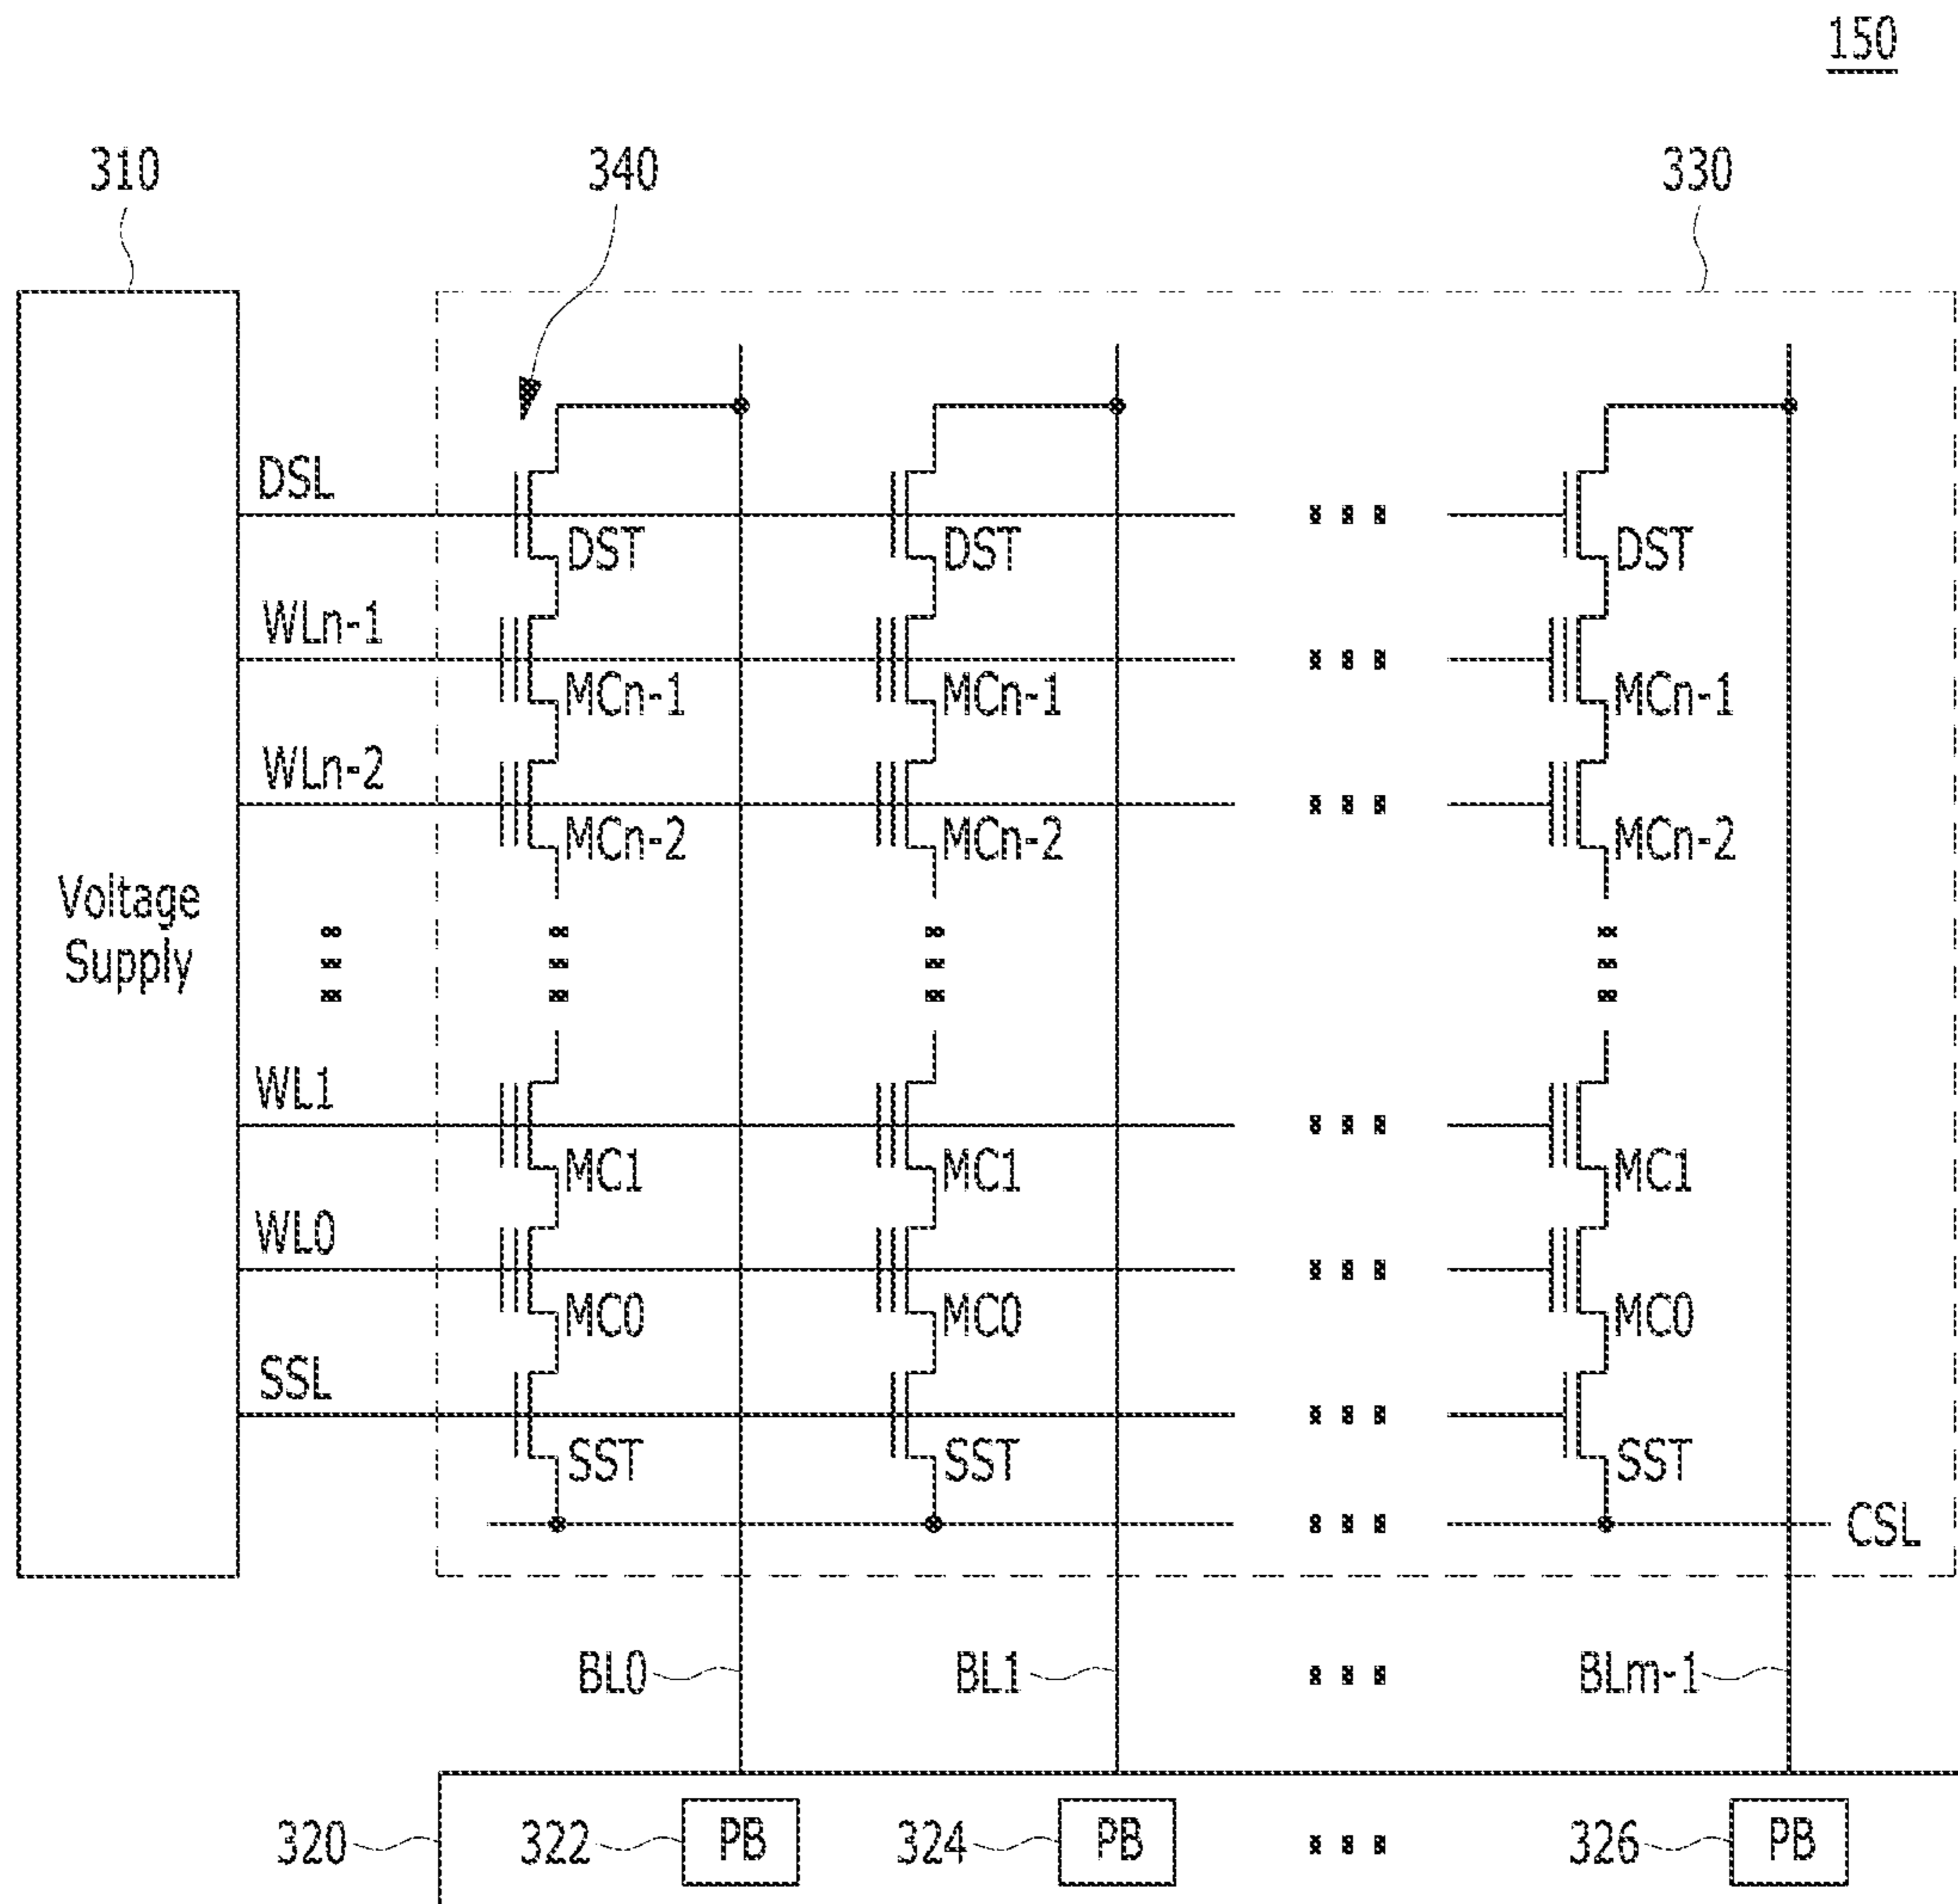 150
310 340 330
DSL
DST DST DST
WLn-1
MCn-1 MCn-1 MCn-1
WLn-2
MCn-2 MCn-2 MCn-2
Voltage
Supply
WL1
MC1 MC1 MC1
WL0
MC0 MC0 MC0
SSL
SST SST SST
CSL
BL0 BL1 BLm-1
320 322 PB 324 PB 326 PB